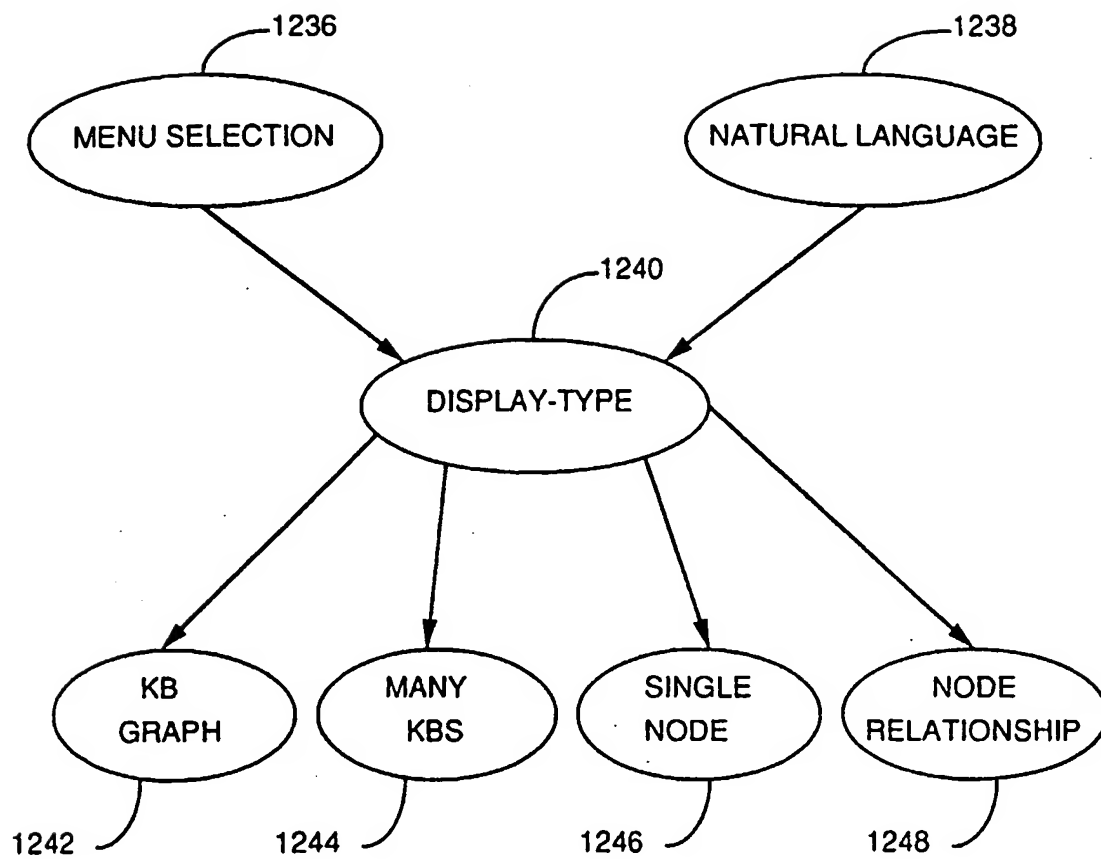 1236
1238
MENU SELECTION
NATURAL LANGUAGE
1240
DISPLAY-TYPE
KB
GRAPH
MANY
KBS
SINGLE
NODE
NODE
RELATIONSHIP
1242
1244
1246
1248